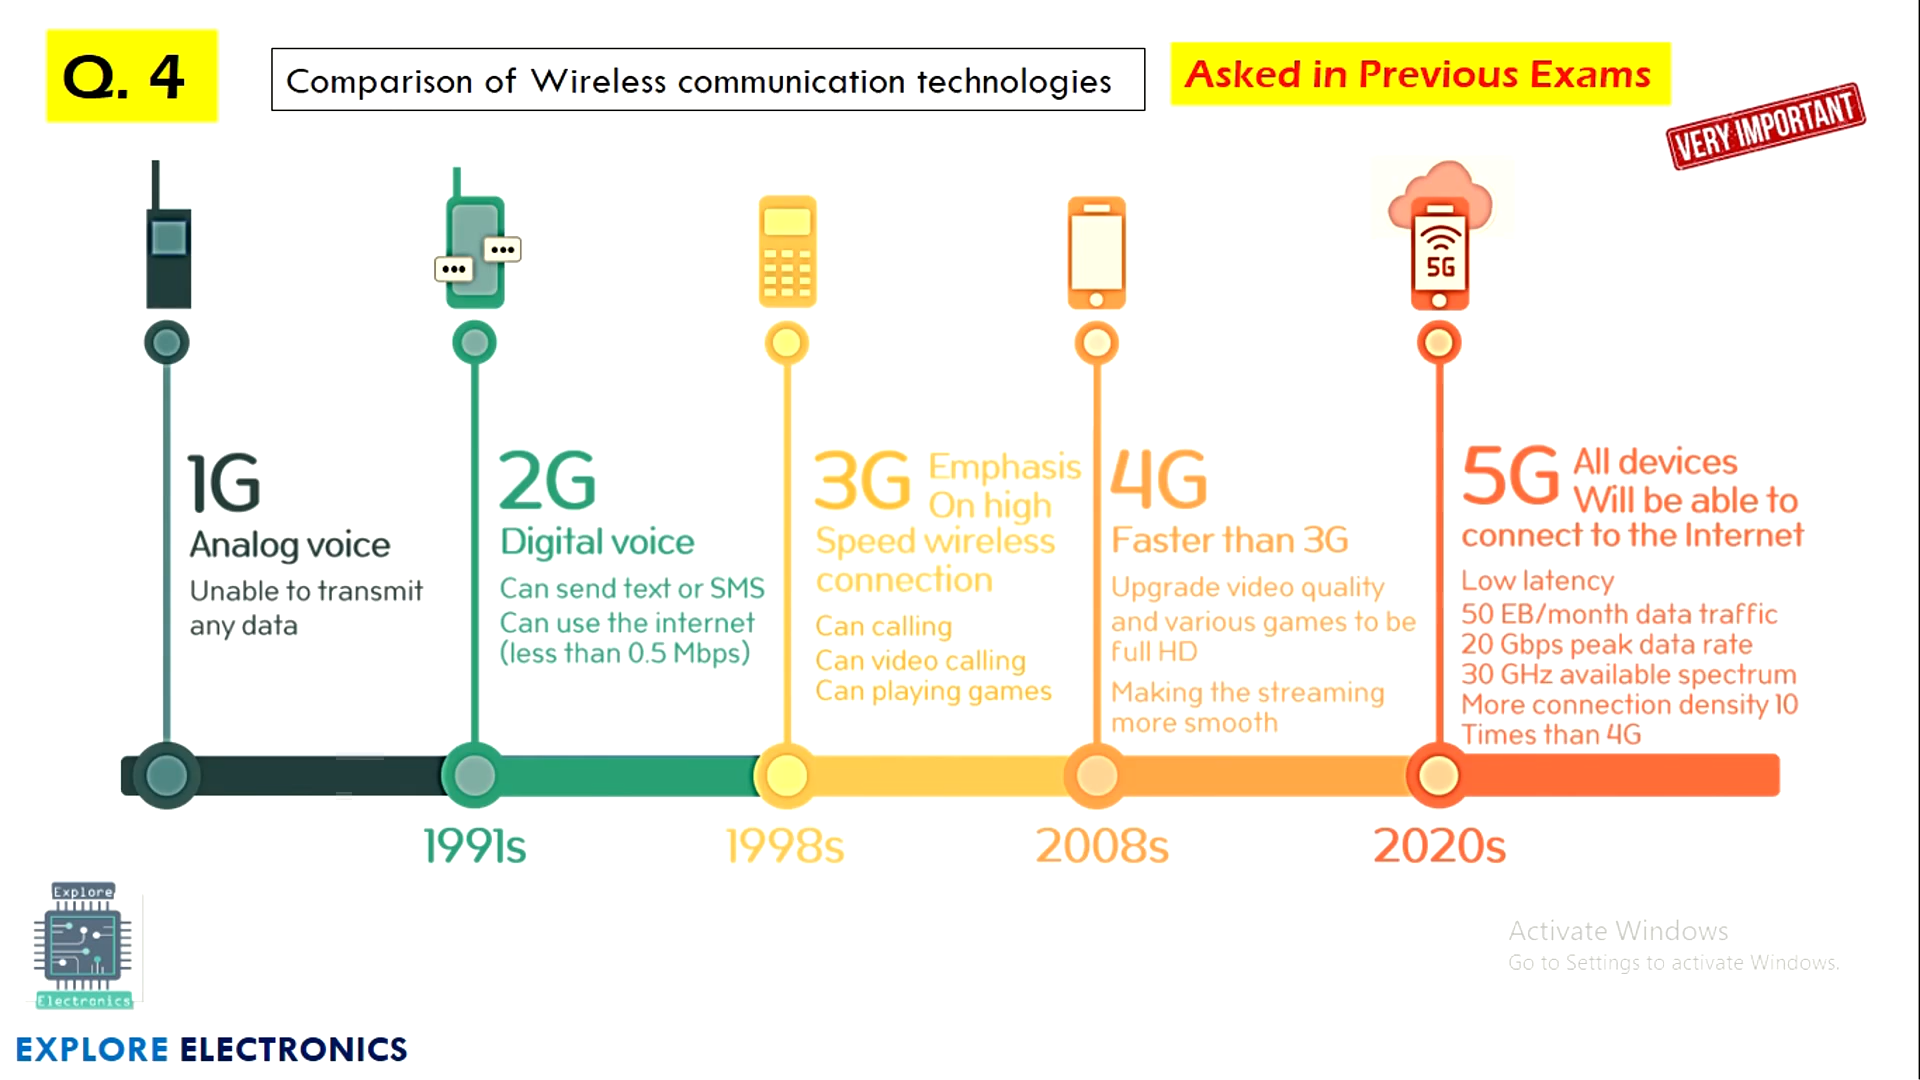 Q. 4
Comparison of Wireless communication technologies
Asked in Previous Exams
VERY IMPORTANT
5G
1G
Analog voice
Unable to transmit
any data
2G
Digital voice
Can send text or SMS
Can use the internet
(less than 0.5 Mbps)
3G Emphasis
On high
Speed wireless
connection
Can calling
Can video calling
Can playing games
4G
Faster than 3G
Upgrade video quality
and various games to be
full HD
Making the streaming
more smooth
5G All devices
Will be able to
connect to the Internet
Low latency
50 EB/month data traffic
20 Gbps peak data rate
30 GHz available spectrum
More connection density 10
Times than 4G
1991s
1998s
2008s
2020s
Explore
Electronics
EXPLORE ELECTRONICS
Activate Windows
Go to Settings to activate Windows.